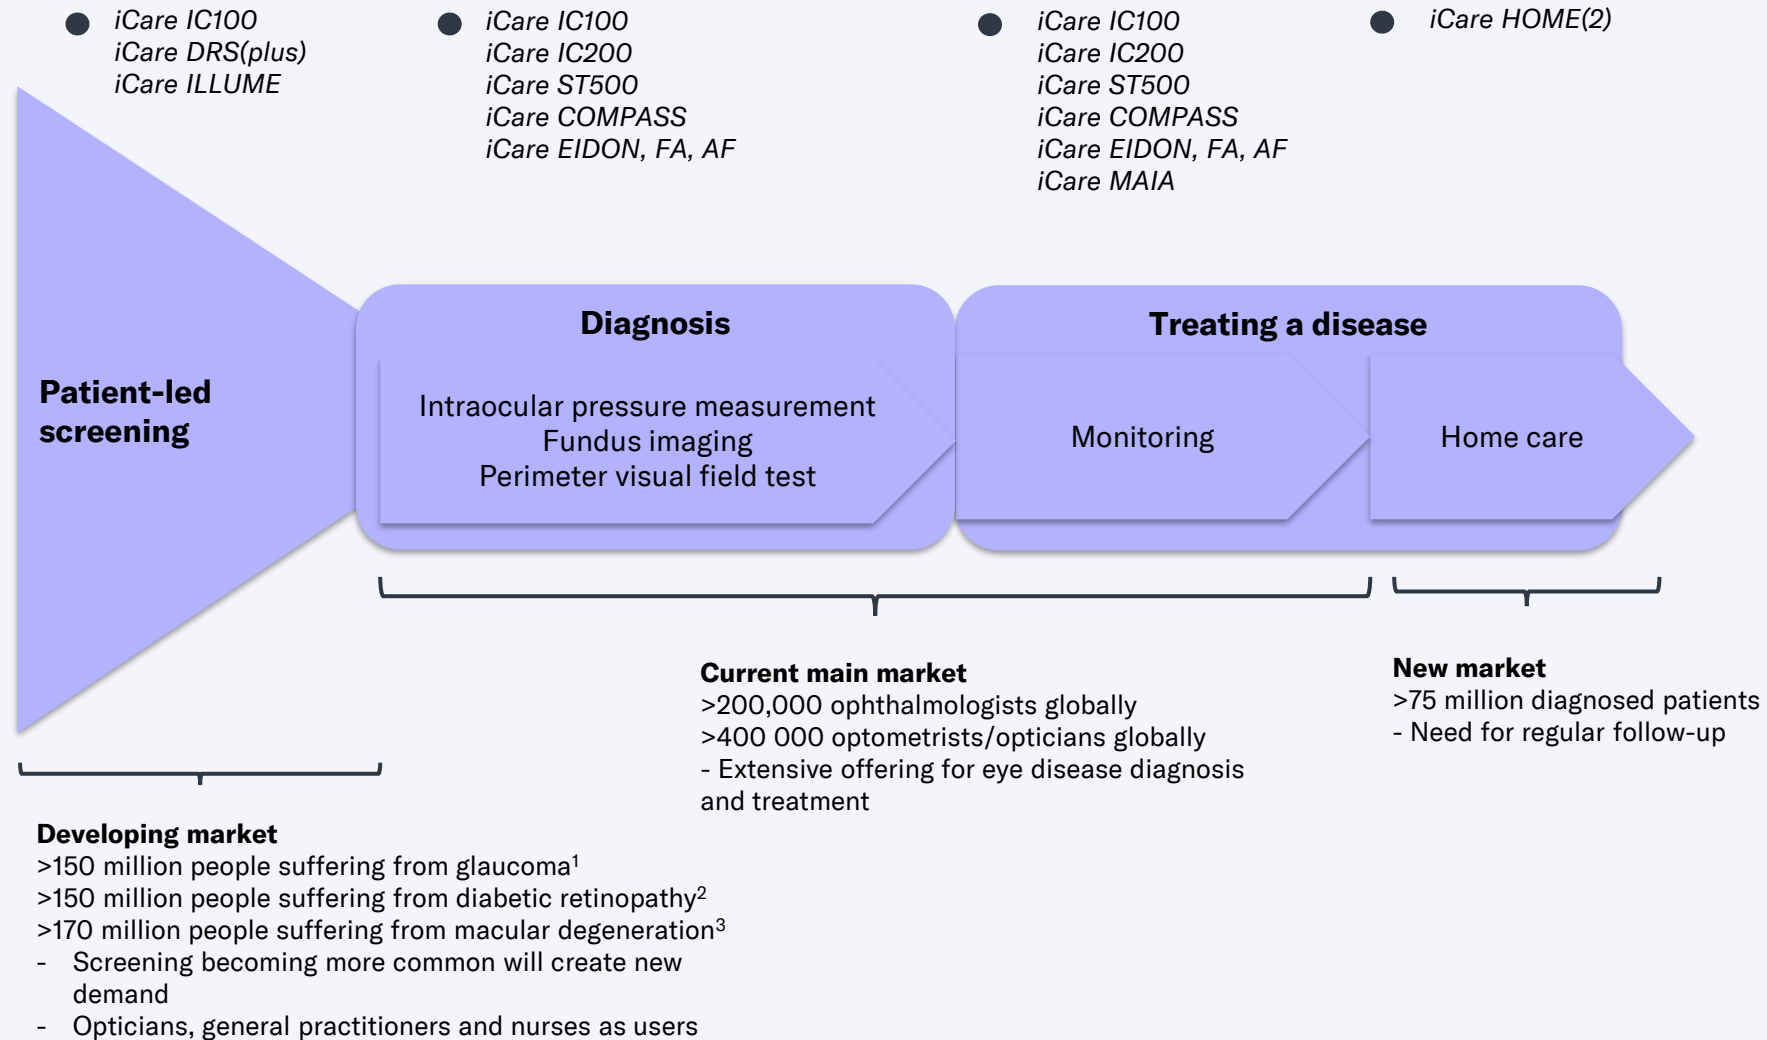 iCare IC100
iCare DRS(plus)
iCare ILLUME
iCare IC100
iCare IC200
iCare ST500
iCare COMPASS
iCare EIDON, FA, AF
iCare IC100
iCare IC200
iCare ST500
iCare COMPASS
iCare EIDON, FA, AF
iCare MAIA
iCare HOME(2)
Patient-led
screening
Diagnosis
Intraocular pressure measurement
Fundus imaging
Perimeter visual field test
Treating a disease
Monitoring
Home care
Developing market
>150 million people suffering from glaucoma¹
>150 million people suffering from diabetic retinopathy²
>170 million people suffering from macular degeneration³
- Screening becoming more common will create new
demand
- Opticians, general practitioners and nurses as users
Current main market
>200,000 ophthalmologists globally
>400 000 optometrists/opticians globally
- Extensive offering for eye disease diagnosis
and treatment
New market
>75 million diagnosed patients
- Need for regular follow-up